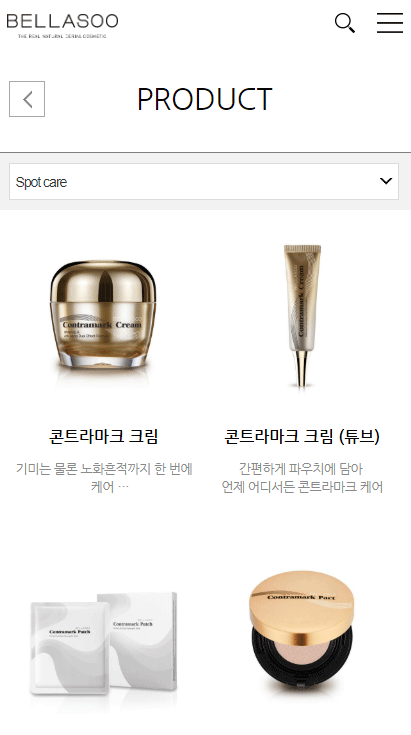 BELLASOO
THE REAL NATURAL DERMA COSMETIC
PRODUCT
Spot care
Contramark Cream
Contramark Cream
콘트라마크 크림
콘트라마크 크림 (튜브)
기미는 물론 노화흔적까지 한 번에
케어 ...
간편하게 파우치에 담아
언제 어디서든 콘트라마크 케어
BELLASOO
Contramark Patch
Contramark Patch
Contramark Pact